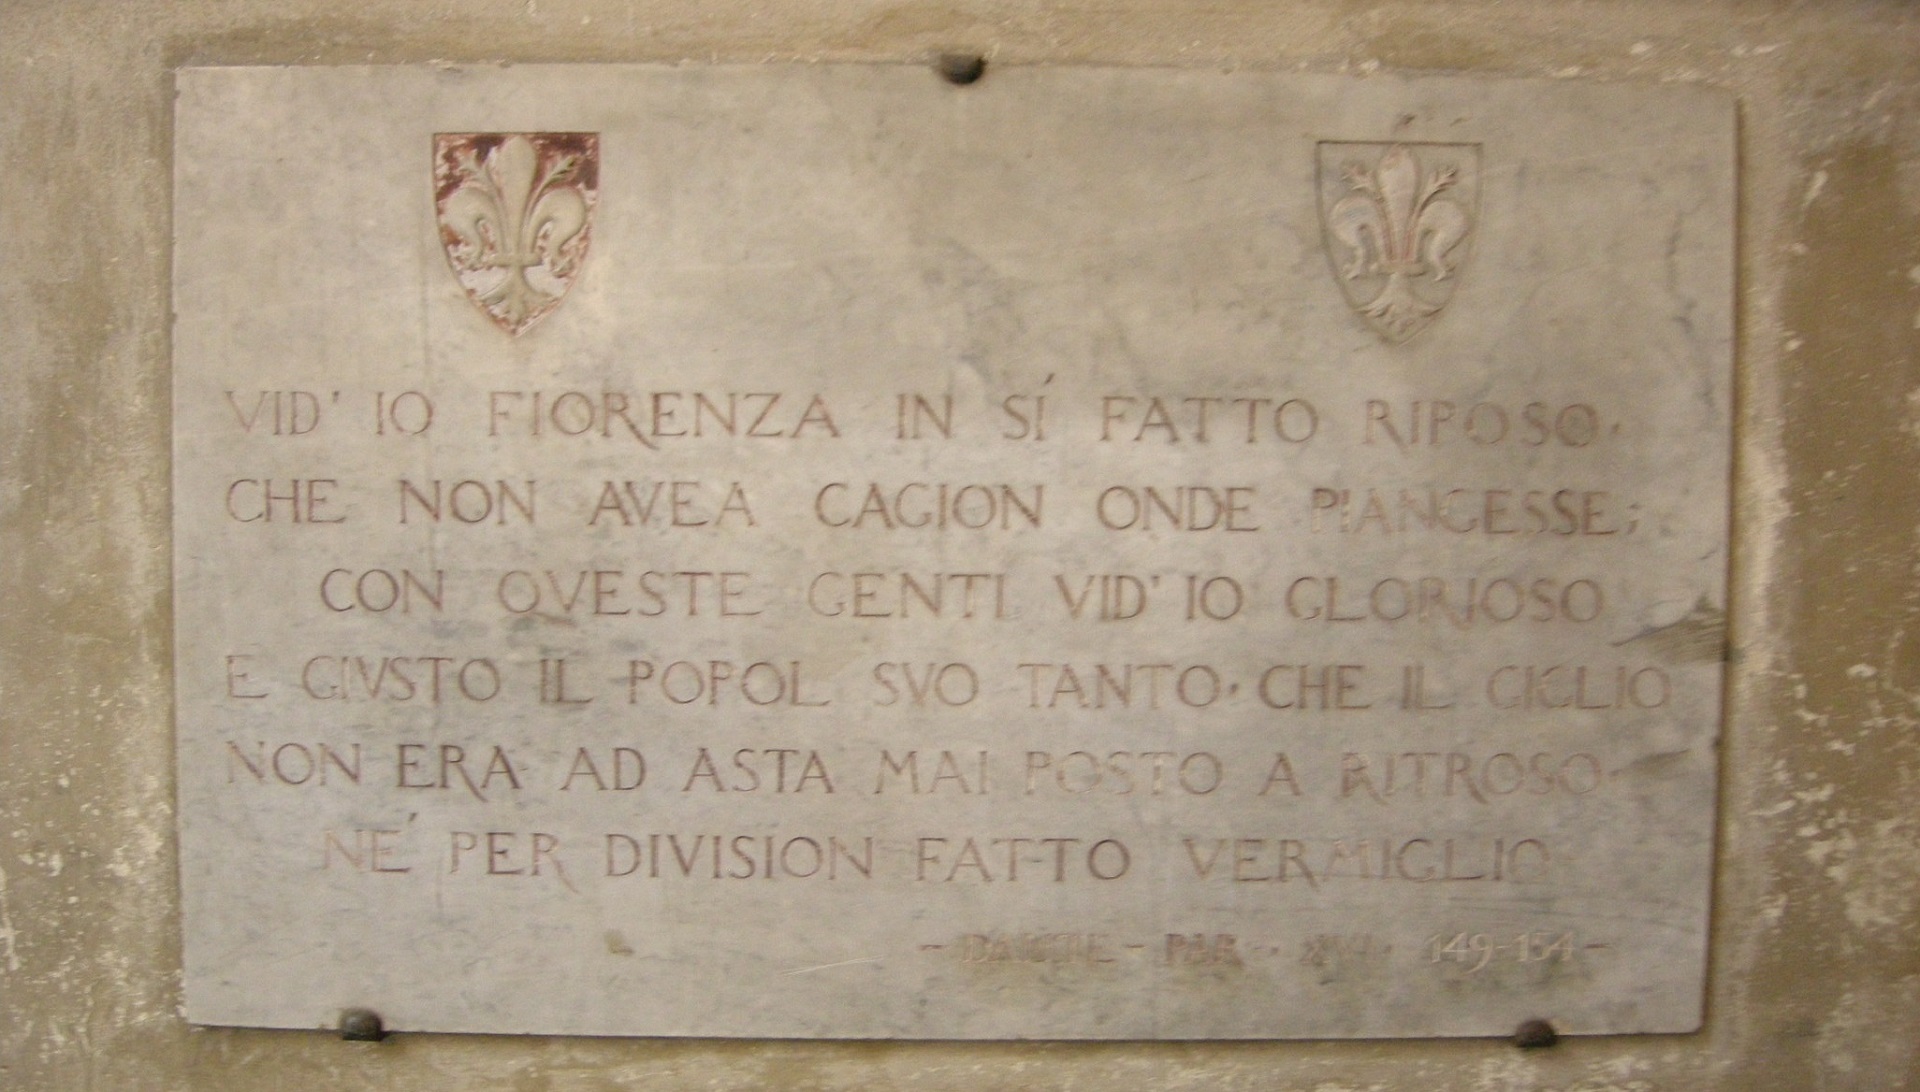 VID' IO FIORENZA IN SÍ FATTO RIPOSO·
CHE NON AVEA CAGION ONDE PIANGESSE;
CON QVESTE GENTI VID' IO GLORIOSO
E GIVSTO IL POPOL SVO TANTO· CHE IL GIGLIO
NON ERA AD ASTA MAI POSTO A RITROSO·
NÉ PER DIVISION FATTO VERMIGLIO
- DANTE - PAR·· XVI· 149-154 -